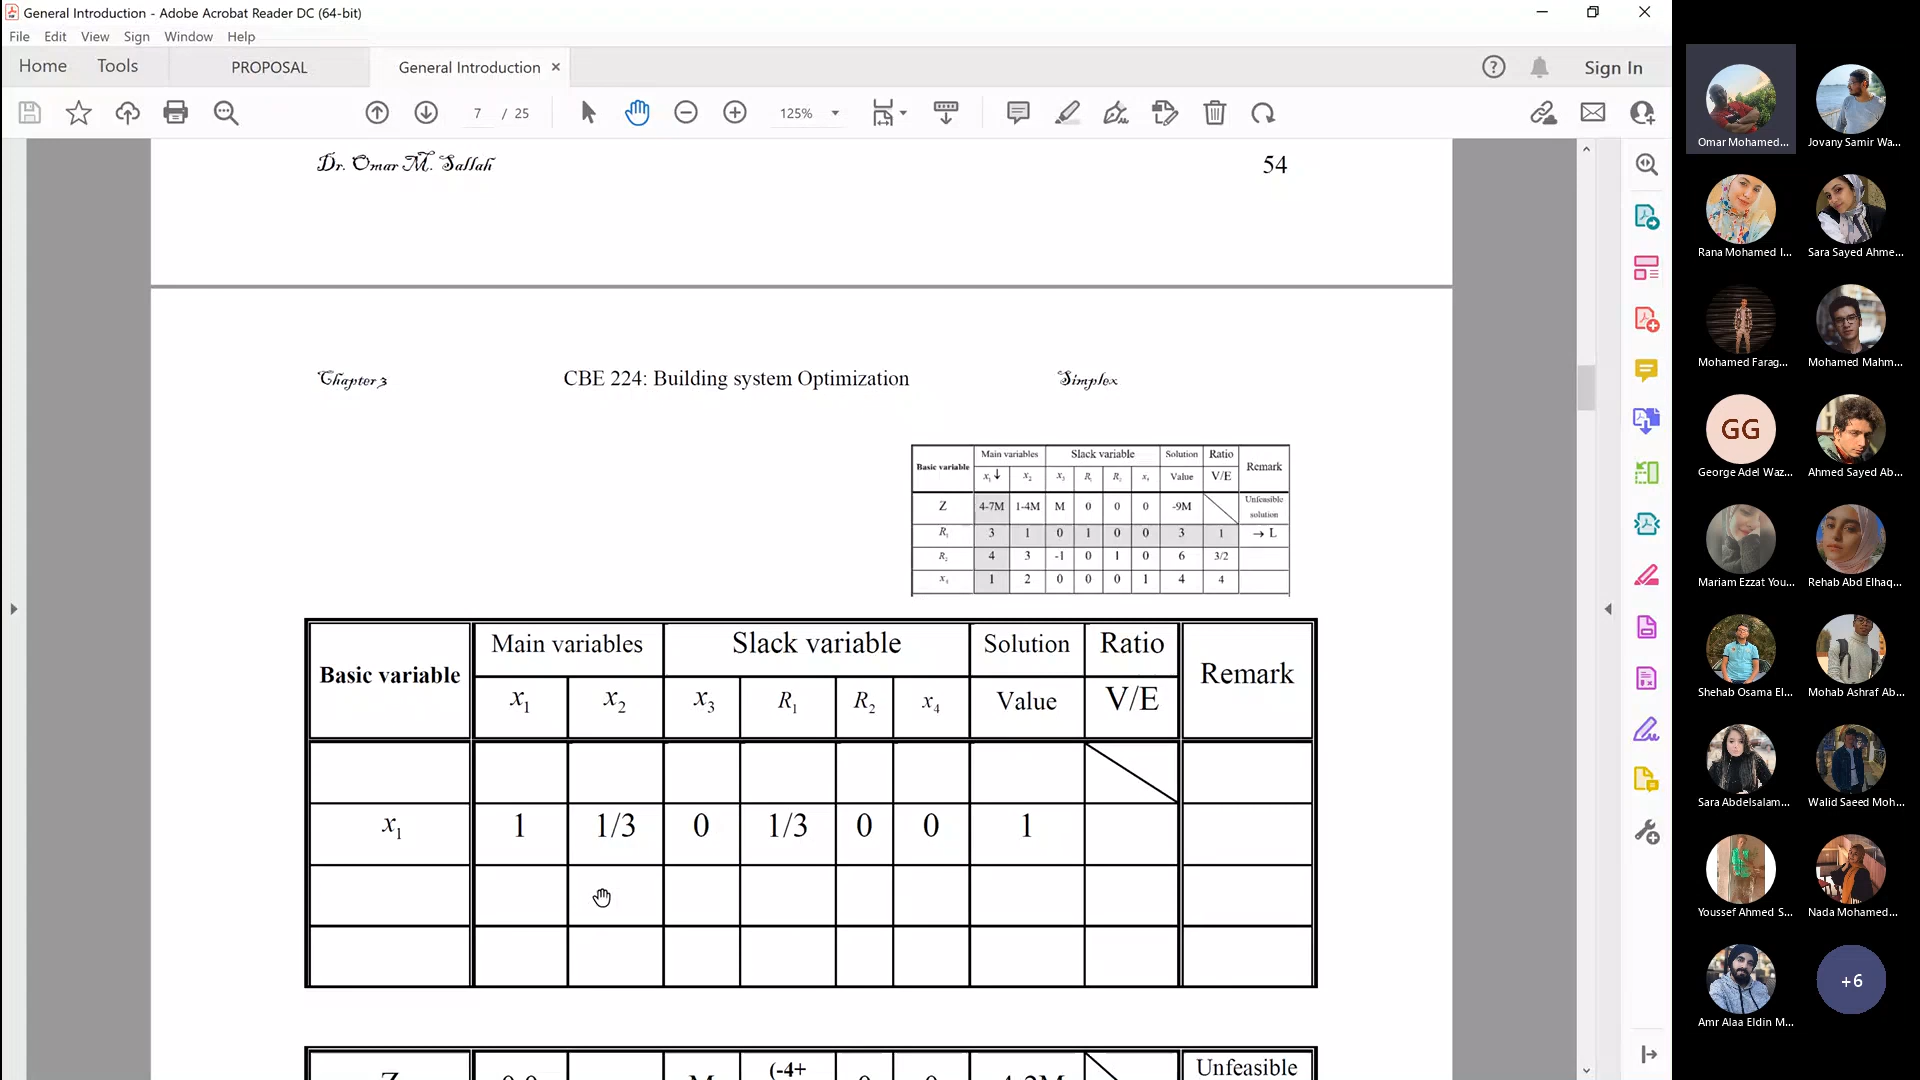 General Introduction - Adobe Acrobat Reader DC (64-bit)
File Edit View Sign Window Help
Home Tools PROPOSAL General Introduction × Sign In
7 / 25 125%
Dr. Omar M. Sallah 54
Chapter 3 CBE 224: Building system Optimization Simplex
Basic variable Main variables Slack variable Solution Ratio Remark
x₁↓ x₂ x₃ R₁ R₂ x₄ Value V/E
Z 4-7M 1-4M M 0 0 0 -9M Unfeasible solution
R₁ 3 1 0 1 0 0 3 1 → L
R₂ 4 3 -1 0 1 0 6 3/2
x₄ 1 2 0 0 0 1 4 4
Basic variable Main variables Slack variable Solution Ratio Remark
x₁ x₂ x₃ R₁ R₂ x₄ Value V/E
x₁ 1 1/3 0 1/3 0 0 1
(-4+ Unfeasible
Omar Mohamed... Jovany Samir Wa...
Rana Mohamed I... Sara Sayed Ahme...
Mohamed Farag... Mohamed Mahm...
GG
George Adel Waz... Ahmed Sayed Ab...
Mariam Ezzat You... Rehab Abd Elhaq...
Shehab Osama El... Mohab Ashraf Ab...
Sara Abdelsalam... Walid Saeed Moh...
Youssef Ahmed S... Nada Mohamed...
Amr Alaa Eldin M... +6